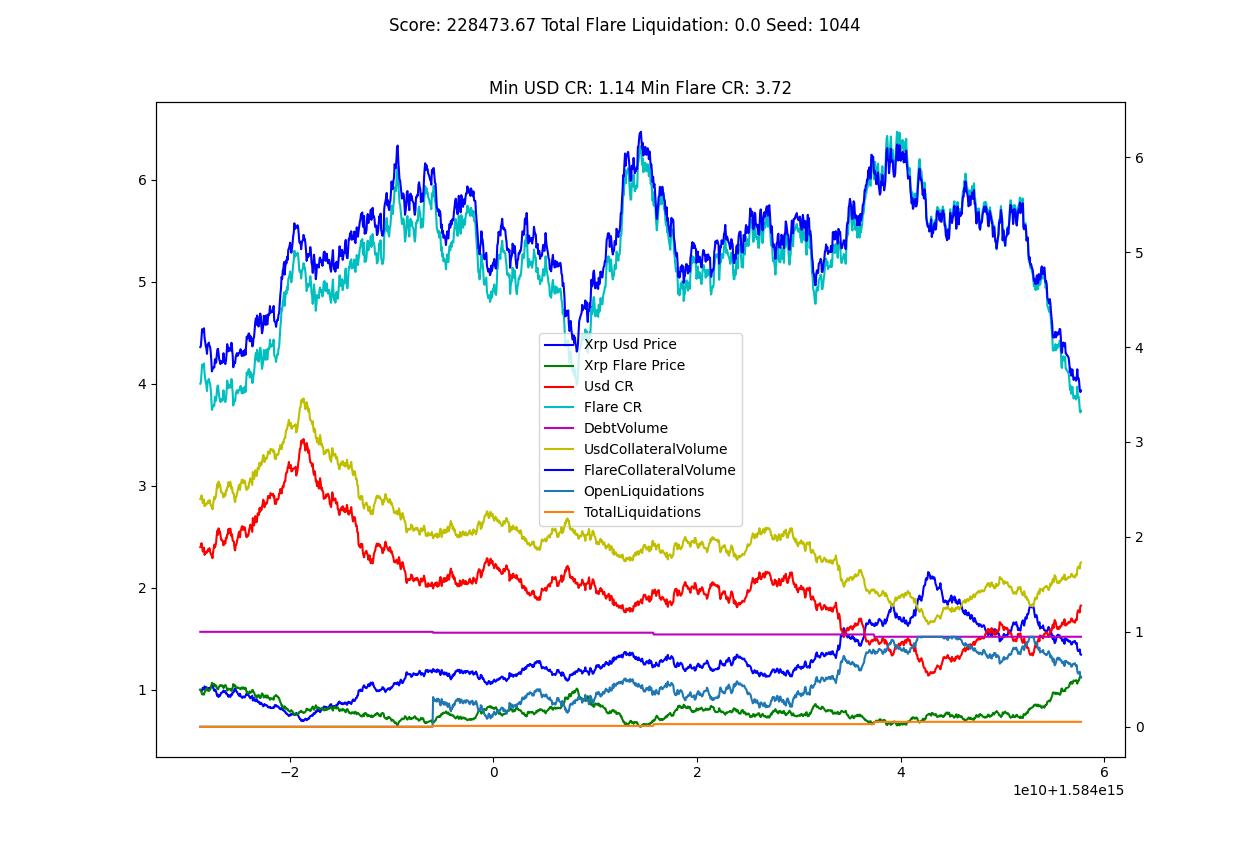 Score: 228473.67 Total Flare Liquidation: 0.0 Seed: 1044
Min USD CR: 1.14 Min Flare CR: 3.72
6
5
4
3
2
1
6
5
4
3
2
1
0
Xrp Usd Price
Xrp Flare Price
Usd CR
Flare CR
DebtVolume
UsdCollateralVolume
FlareCollateralVolume
OpenLiquidations
TotalLiquidations
−2 0 2 4 6
1e10+1.584e15